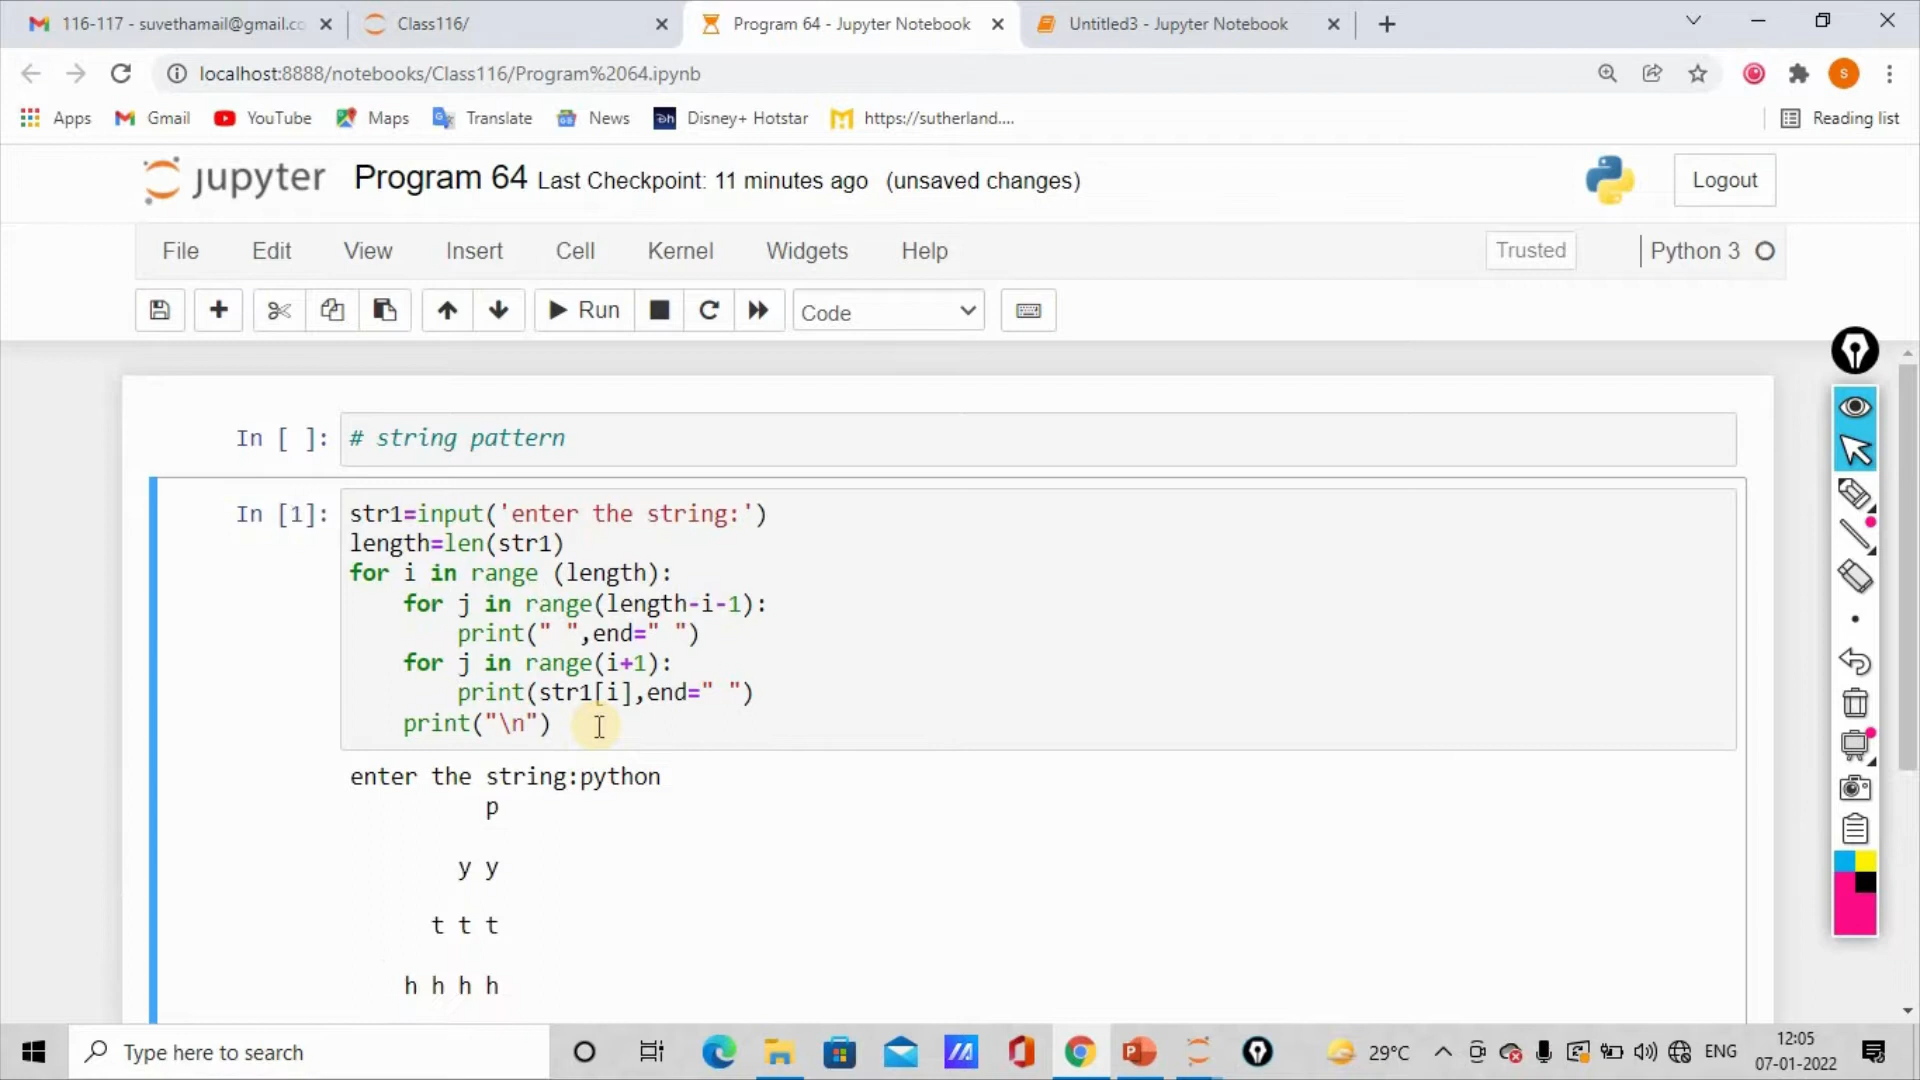 116-117 - suvethamail@gmail.co
Class116/
Program 64 - Jupyter Notebook
Untitled3 - Jupyter Notebook
localhost:8888/notebooks/Class116/Program%2064.ipynb
S
Apps
Gmail
YouTube
Maps
Translate
News
Disney+ Hotstar
https://sutherland....
Reading list
jupyter
Program 64 Last Checkpoint: 11 minutes ago (unsaved changes)
Logout
File Edit View Insert Cell Kernel Widgets Help
Trusted
Python 3
Run
Code
In [ ]: # string pattern
In [1]: str1=input('enter the string:')
length=len(str1)
for i in range (length):
    for j in range(length-i-1):
        print(" ",end=" ")
    for j in range(i+1):
        print(str1[i],end=" ")
    print("\n")
enter the string:python
p
y y
t t t
h h h h
Type here to search
29°C
ENG
12:05
07-01-2022